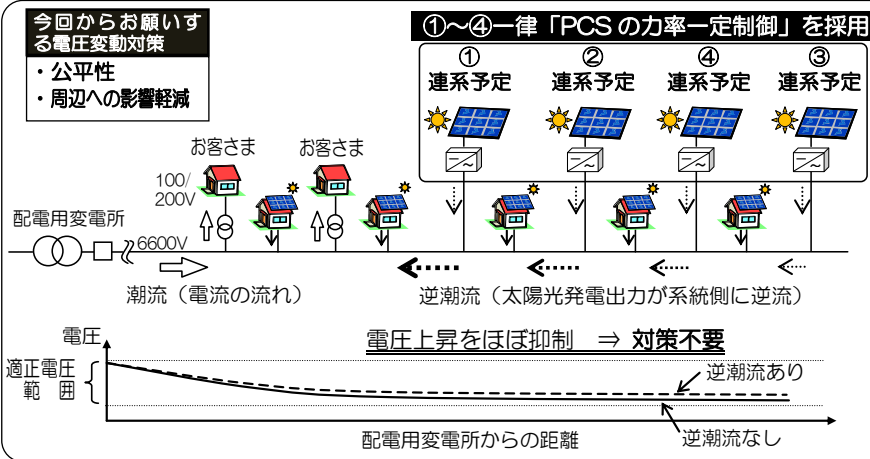 今回からお願いす
る電圧変動対策
・公平性
・周辺への影響軽減
①～④一律「PCSの力率一定制御」を採用
①
連系予定
②
連系予定
④
連系予定
③
連系予定
お客さま
お客さま
100/
200V
配電用変電所
6600V
潮流（電流の流れ）
逆潮流（太陽光発電出力が系統側に逆流）
電圧
電圧上昇をほぼ抑制 ⇒ 対策不要
適正電圧
範 囲
逆潮流あり
逆潮流なし
配電用変電所からの距離